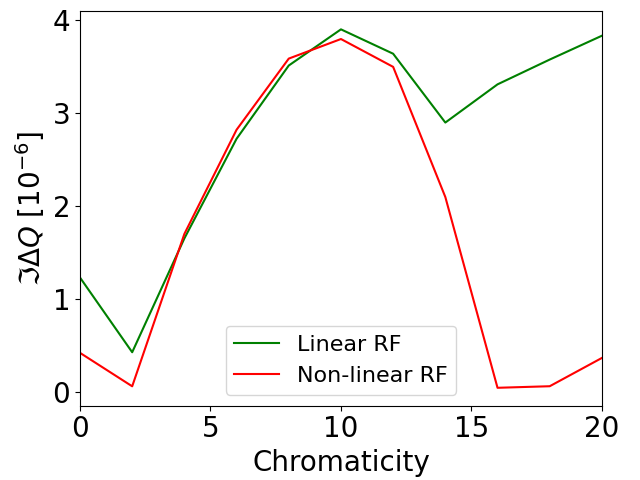 4
3
2
1
0
ℑΔQ [10⁻⁶]
Linear RF
Non-linear RF
0 5 10 15 20
Chromaticity